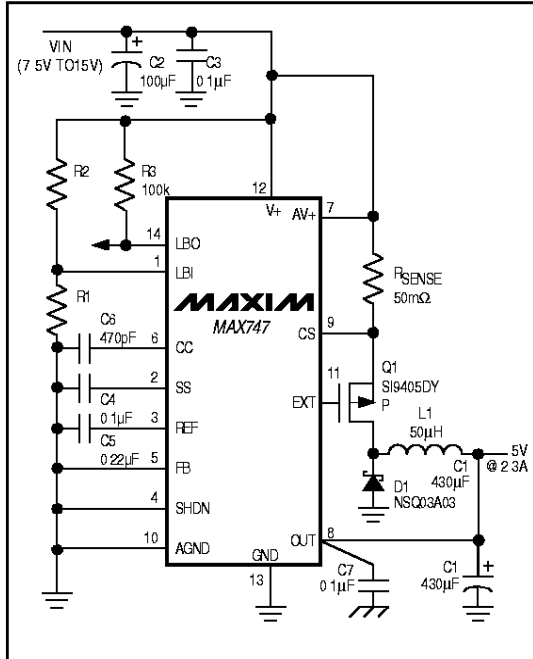 VIN
(7 5V TO15V)
C2
100µF
C3
0 1µF
R2
R3
100k
12
V+
AV+
7
14
LBO
1
LBI
RSENSE
50mΩ
R1
MAXIM
MAX747
CS
9
C6
470pF
6
CC
Q1
SI9405DY
P
2
SS
EXT
11
C4
0 1µF
3
REF
L1
50µH
C5
0 22µF
5
FB
5V
@ 2 3A
C1
430µF
D1
NSQ03A03
4
SHDN
OUT
8
10
AGND
GND
13
C7
0 1µF
C1
430µF